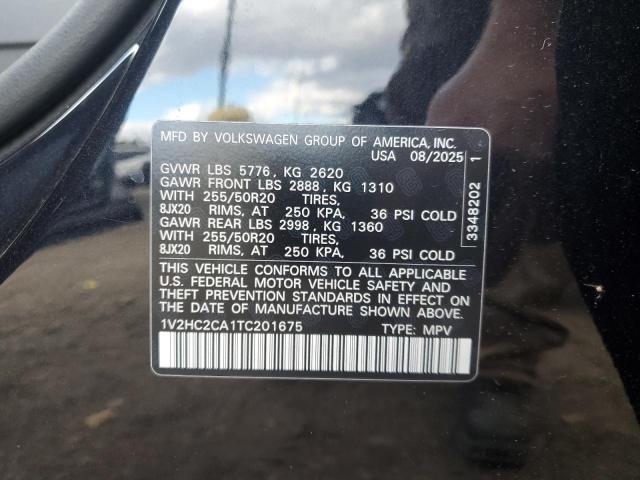 MFD BY VOLKSWAGEN GROUP OF AMERICA, INC.
USA 08/2025
GVWR LBS 5776 , KG 2620
GAWR FRONT LBS 2888 , KG 1310
WITH 255/50R20 TIRES,
8JX20 RIMS, AT 250 KPA, 36 PSI COLD
GAWR REAR LBS 2998 , KG 1360
WITH 255/50R20 TIRES,
8JX20 RIMS, AT 250 KPA, 36 PSI COLD
THIS VEHICLE CONFORMS TO ALL APPLICABLE
U.S. FEDERAL MOTOR VEHICLE SAFETY AND
THEFT PREVENTION STANDARDS IN EFFECT ON
THE DATE OF MANUFACTURE SHOWN ABOVE.
1V2HC2CA1TC201675 TYPE: MPV
3348202 1